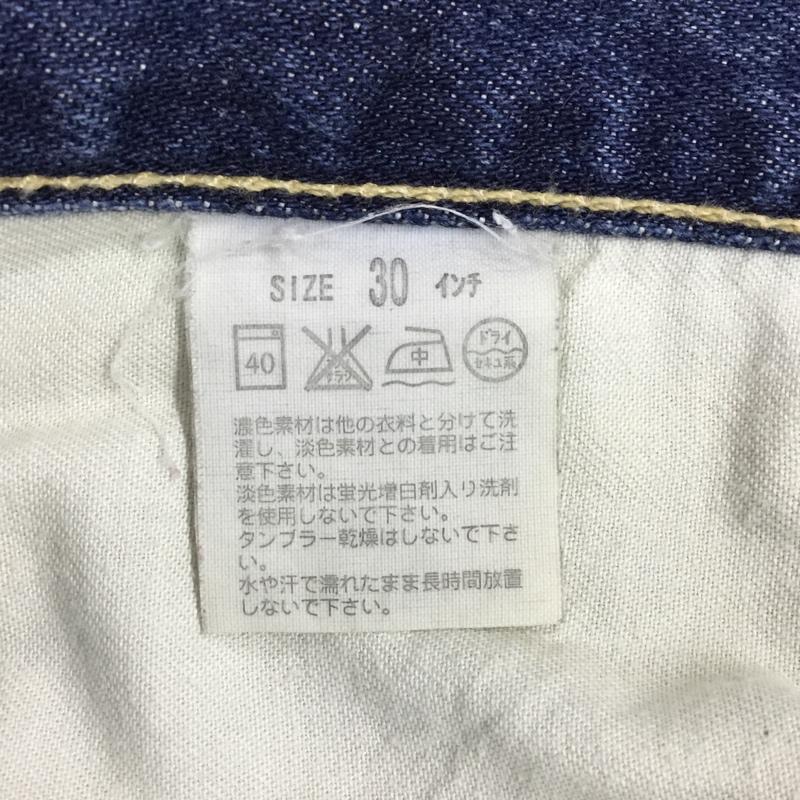 SIZE 30 インチ
40 エンソサラシ 中 ドライ セキユ系
濃色素材は他の衣料と分けて洗
濯し、淡色素材との着用はご注
意下さい。
淡色素材は蛍光増白剤入り洗剤
を使用しないで下さい。
タンブラー乾燥はしないで下さ
い。
水や汗で濡れたまま長時間放置
しないで下さい。